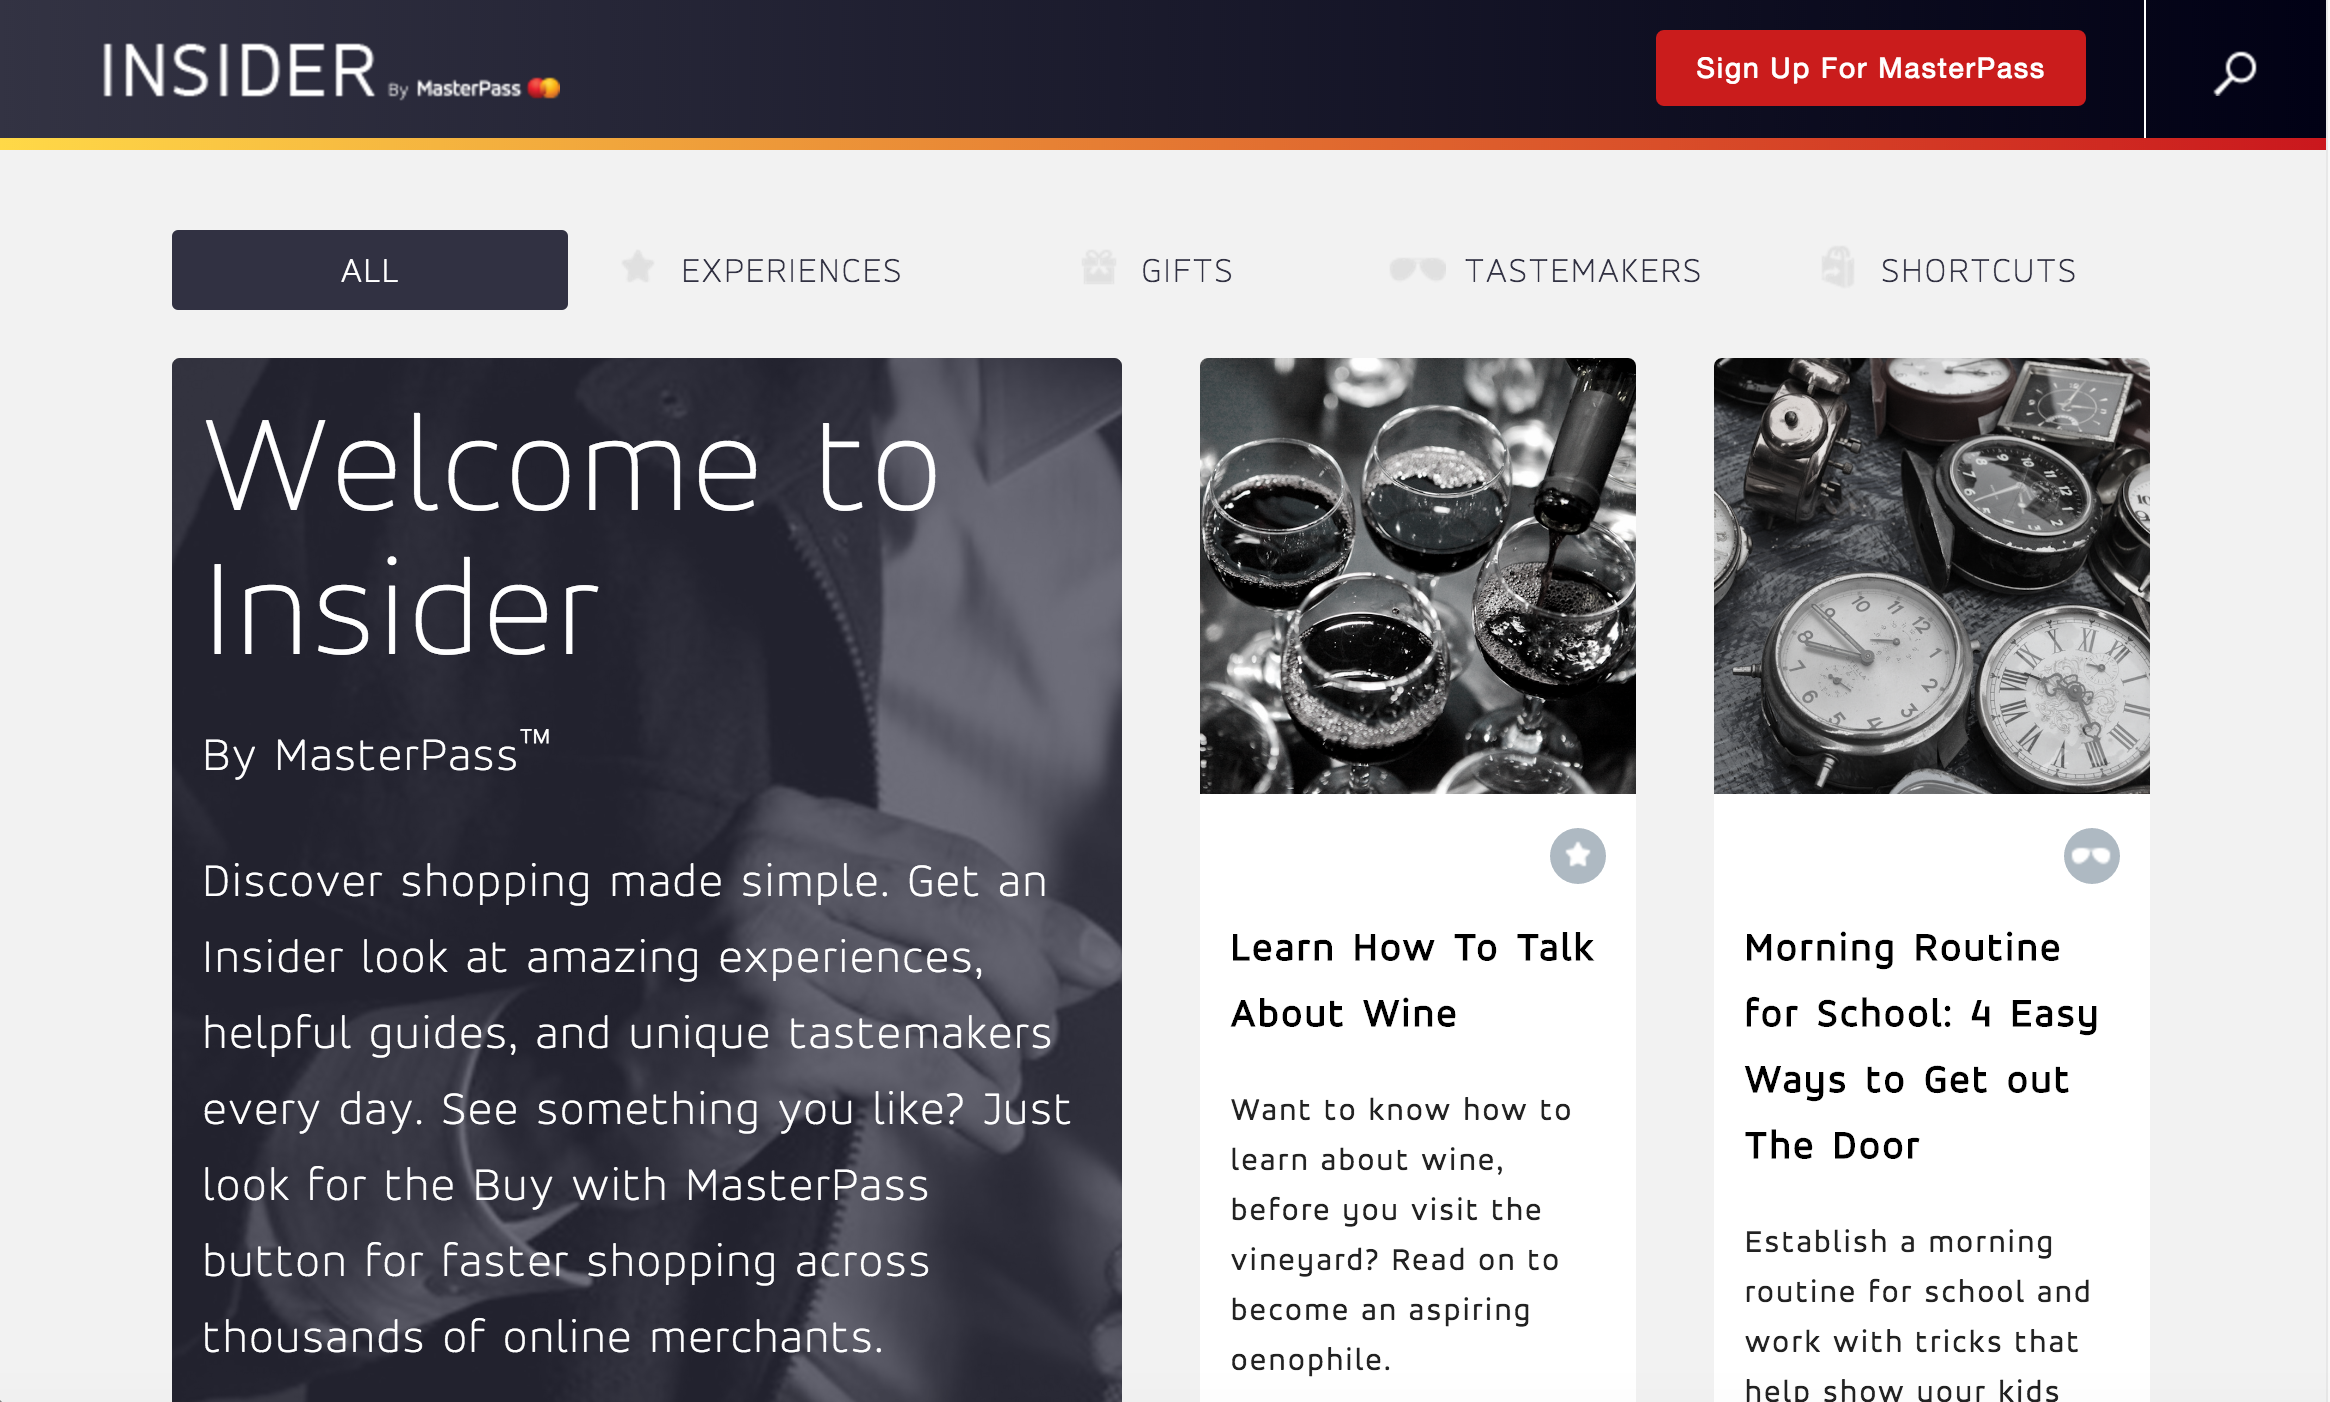 INSIDER By MasterPass
Sign Up For MasterPass
ALL
EXPERIENCES
GIFTS
TASTEMAKERS
SHORTCUTS
Welcome to
Insider
By MasterPass™
Discover shopping made simple. Get an
Insider look at amazing experiences,
helpful guides, and unique tastemakers
every day. See something you like? Just
look for the Buy with MasterPass
button for faster shopping across
thousands of online merchants.
Learn How To Talk
About Wine
Want to know how to
learn about wine,
before you visit the
vineyard? Read on to
become an aspiring
oenophile.
Morning Routine
for School: 4 Easy
Ways to Get out
The Door
Establish a morning
routine for school and
work with tricks that
help show your kids